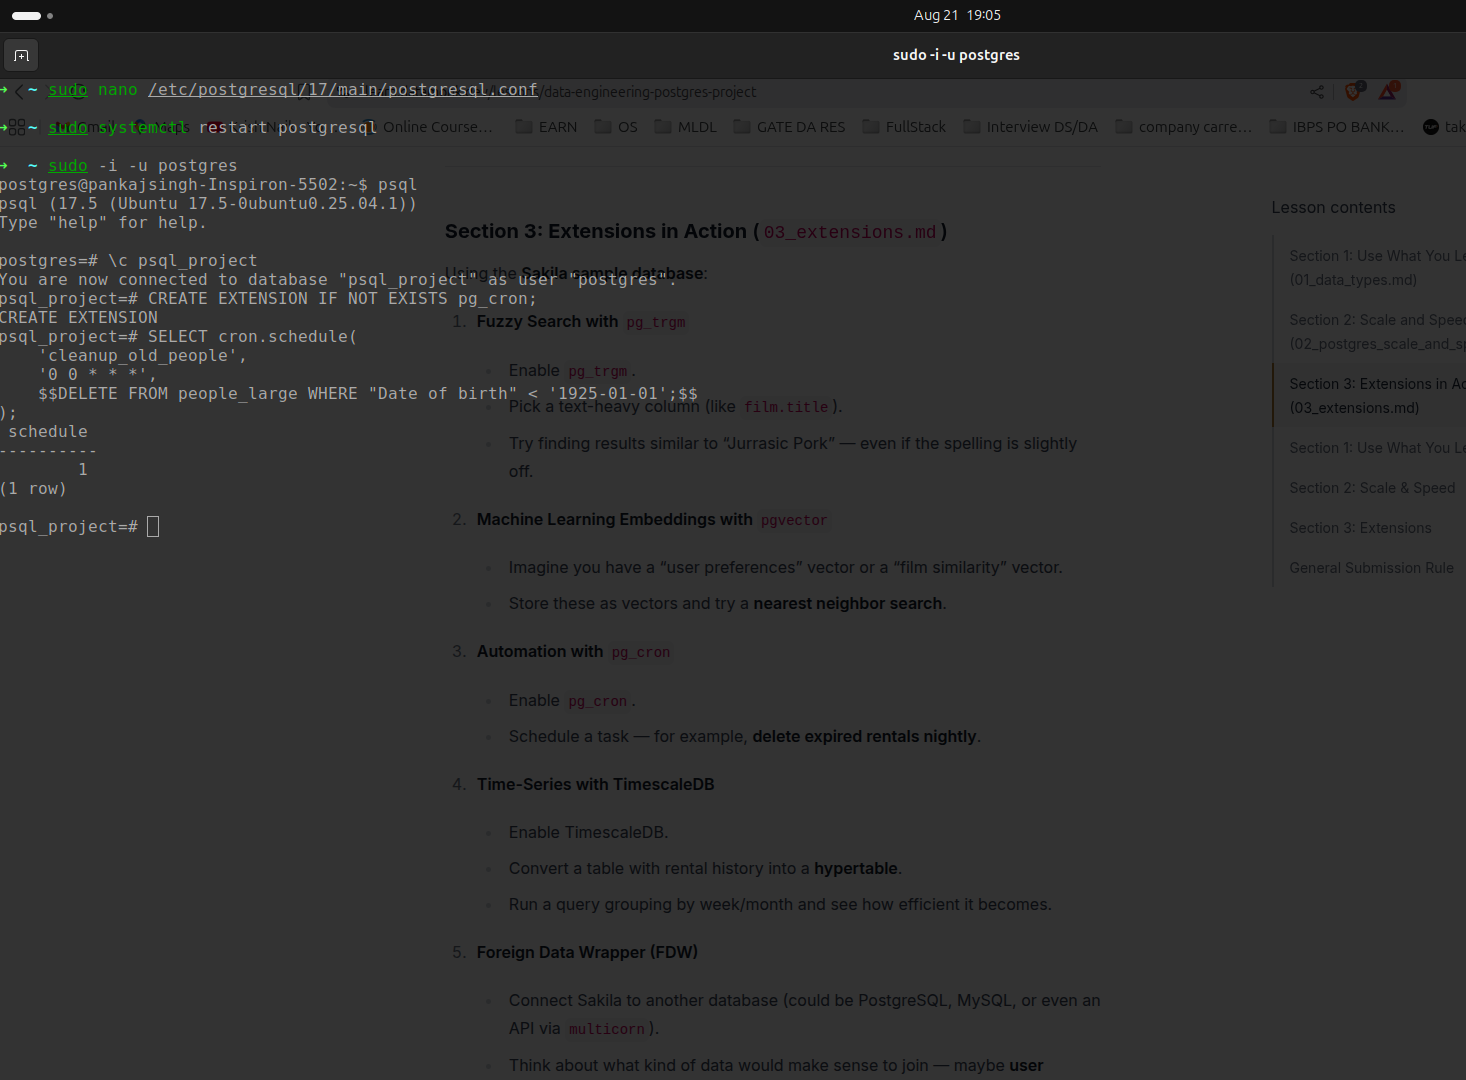 Aug 21 19:05
sudo -i -u postgres
➜ ~ sudo nano /etc/postgresql/17/main/postgresql.conf
/data-engineering-postgres-project
➜ ~ sudo systemctl restart postgresql
Online Course... EARN OS MLDL GATE DA RES FullStack Interview DS/DA company carre... IBPS PO BANK... tak
➜ ~ sudo -i -u postgres
postgres@pankajsingh-Inspiron-5502:~$ psql
psql (17.5 (Ubuntu 17.5-0ubuntu0.25.04.1))
Type "help" for help.
postgres=# \c psql_project
You are now connected to database "psql_project" as user "postgres".
psql_project=# CREATE EXTENSION IF NOT EXISTS pg_cron;
CREATE EXTENSION
psql_project=# SELECT cron.schedule(
'cleanup_old_people',
'0 0 * * *',
$$DELETE FROM people_large WHERE "Date of birth" < '1925-01-01';$$
);
schedule
----------
1
(1 row)
psql_project=#
Section 3: Extensions in Action (03_extensions.md)
Using the Sakila sample database:
1. Fuzzy Search with pg_trgm
Enable pg_trgm.
Pick a text-heavy column (like film.title).
Try finding results similar to “Jurrasic Pork” — even if the spelling is slightly
off.
2. Machine Learning Embeddings with pgvector
Imagine you have a “user preferences” vector or a “film similarity” vector.
Store these as vectors and try a nearest neighbor search.
3. Automation with pg_cron
Enable pg_cron.
Schedule a task — for example, delete expired rentals nightly.
4. Time-Series with TimescaleDB
Enable TimescaleDB.
Convert a table with rental history into a hypertable.
Run a query grouping by week/month and see how efficient it becomes.
5. Foreign Data Wrapper (FDW)
Connect Sakila to another database (could be PostgreSQL, MySQL, or even an
API via multicorn).
Think about what kind of data would make sense to join — maybe user
Lesson contents
Section 1: Use What You Le
(01_data_types.md)
Section 2: Scale and Spee
(02_postgres_scale_and_s
Section 3: Extensions in Ac
(03_extensions.md)
Section 1: Use What You Le
Section 2: Scale & Speed
Section 3: Extensions
General Submission Rule